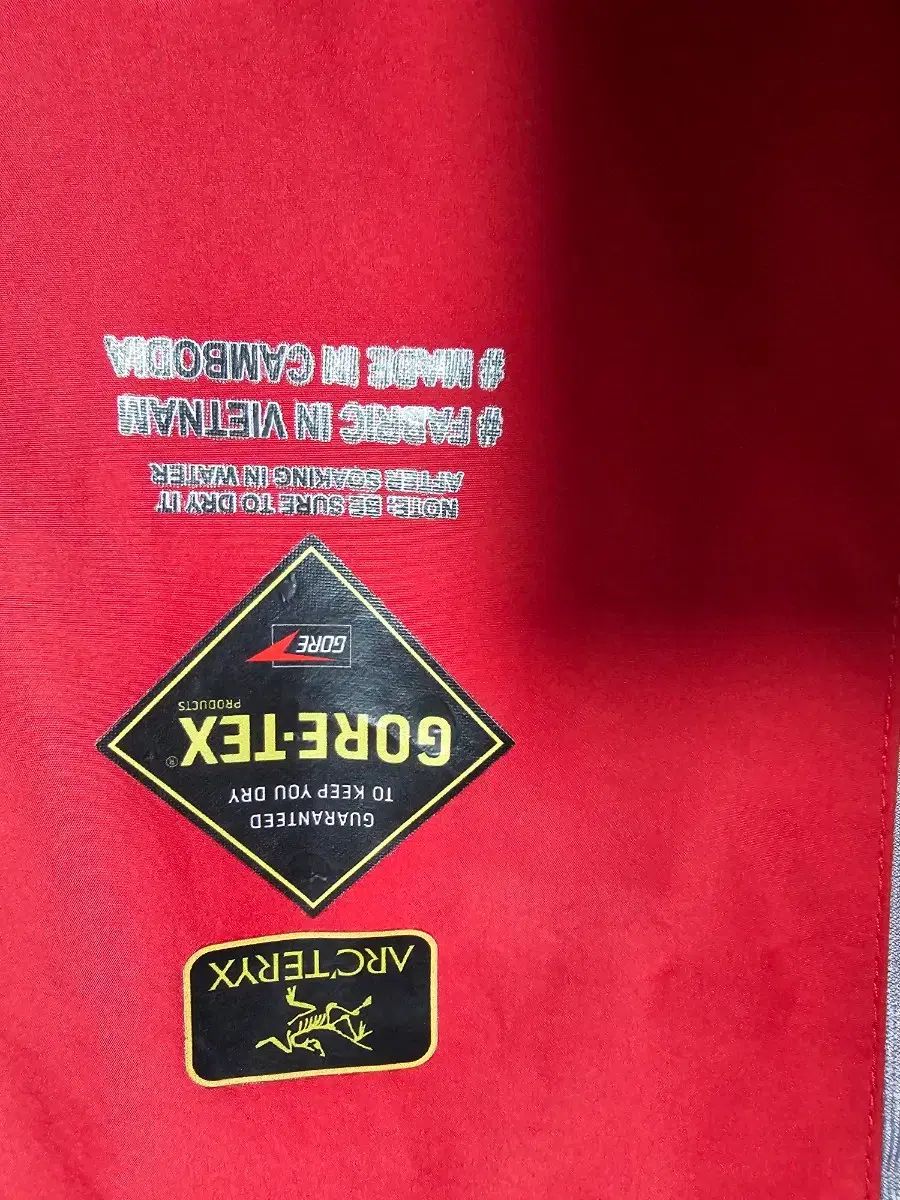 ARC'TERYX
GUARANTEED
TO KEEP YOU DRY
GORE-TEX®
PRODUCTS
GORE
NOTE: BE SURE TO DRY IT
AFTER SOAKING IN WATER
# FABRIC IN VIETNAM
# MADE IN CAMBODIA